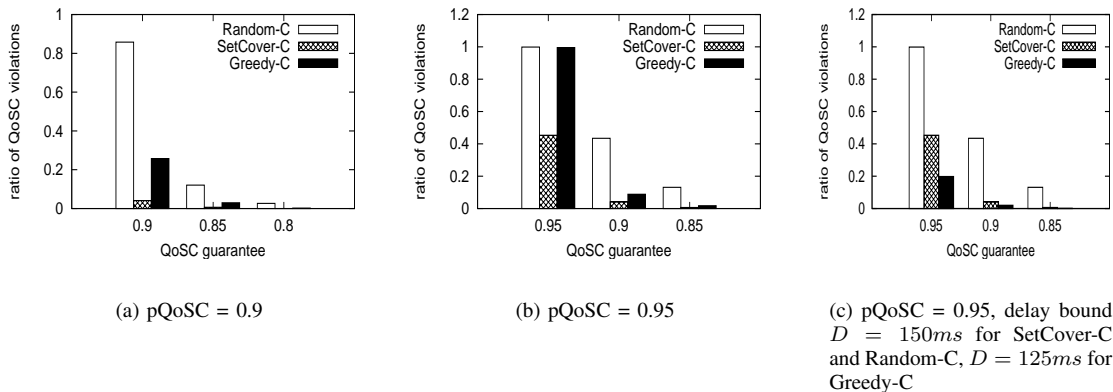 1
0.8
0.6
0.4
0.2
0
ratio of QoSC violations
Random-C
SetCover-C
Greedy-C
0.9 0.85 0.8
QoSC guarantee
(a) pQoSC = 0.9
1.2
1
0.8
0.6
0.4
0.2
0
ratio of QoSC violations
Random-C
SetCover-C
Greedy-C
0.95 0.9 0.85
QoSC guarantee
(b) pQoSC = 0.95
1.2
1
0.8
0.6
0.4
0.2
0
ratio of QoSC violations
Random-C
SetCover-C
Greedy-C
0.95 0.9 0.85
QoSC guarantee
(c) pQoSC = 0.95, delay bound
D = 150ms for SetCover-C
and Random-C, D = 125ms for
Greedy-C